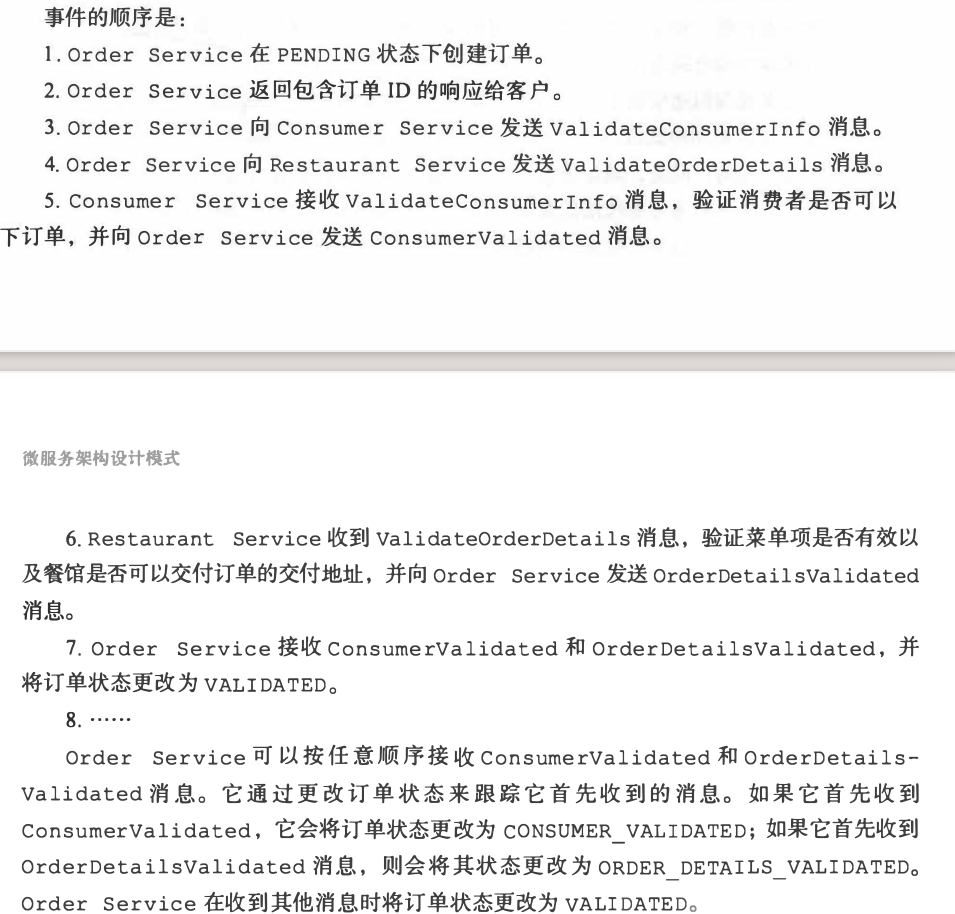 事件的顺序是：
1. Order Service 在 PENDING 状态下创建订单。
2. Order Service 返回包含订单 ID 的响应给客户。
3. Order Service 向 Consumer Service 发送 ValidateConsumerInfo 消息。
4. Order Service 向 Restaurant Service 发送 ValidateOrderDetails 消息。
5. Consumer Service 接收 ValidateConsumerInfo 消息，验证消费者是否可以
下订单，并向 Order Service 发送 ConsumerValidated 消息。
微服务架构设计模式
6. Restaurant Service 收到 ValidateOrderDetails 消息，验证菜单项是否有效以
及餐馆是否可以交付订单的交付地址，并向 Order Service 发送 OrderDetailsValidated
消息。
7. Order Service 接收 ConsumerValidated 和 OrderDetailsValidated，并
将订单状态更改为 VALIDATED。
8. ……
Order Service 可以按任意顺序接收 ConsumerValidated 和 OrderDetails-
Validated 消息。它通过更改订单状态来跟踪它首先收到的消息。如果它首先收到
ConsumerValidated，它会将订单状态更改为 CONSUMER_VALIDATED；如果它首先收到
OrderDetailsValidated 消息，则会将其状态更改为 ORDER_DETAILS_VALIDATED。
Order Service 在收到其他消息时将订单状态更改为 VALIDATED。